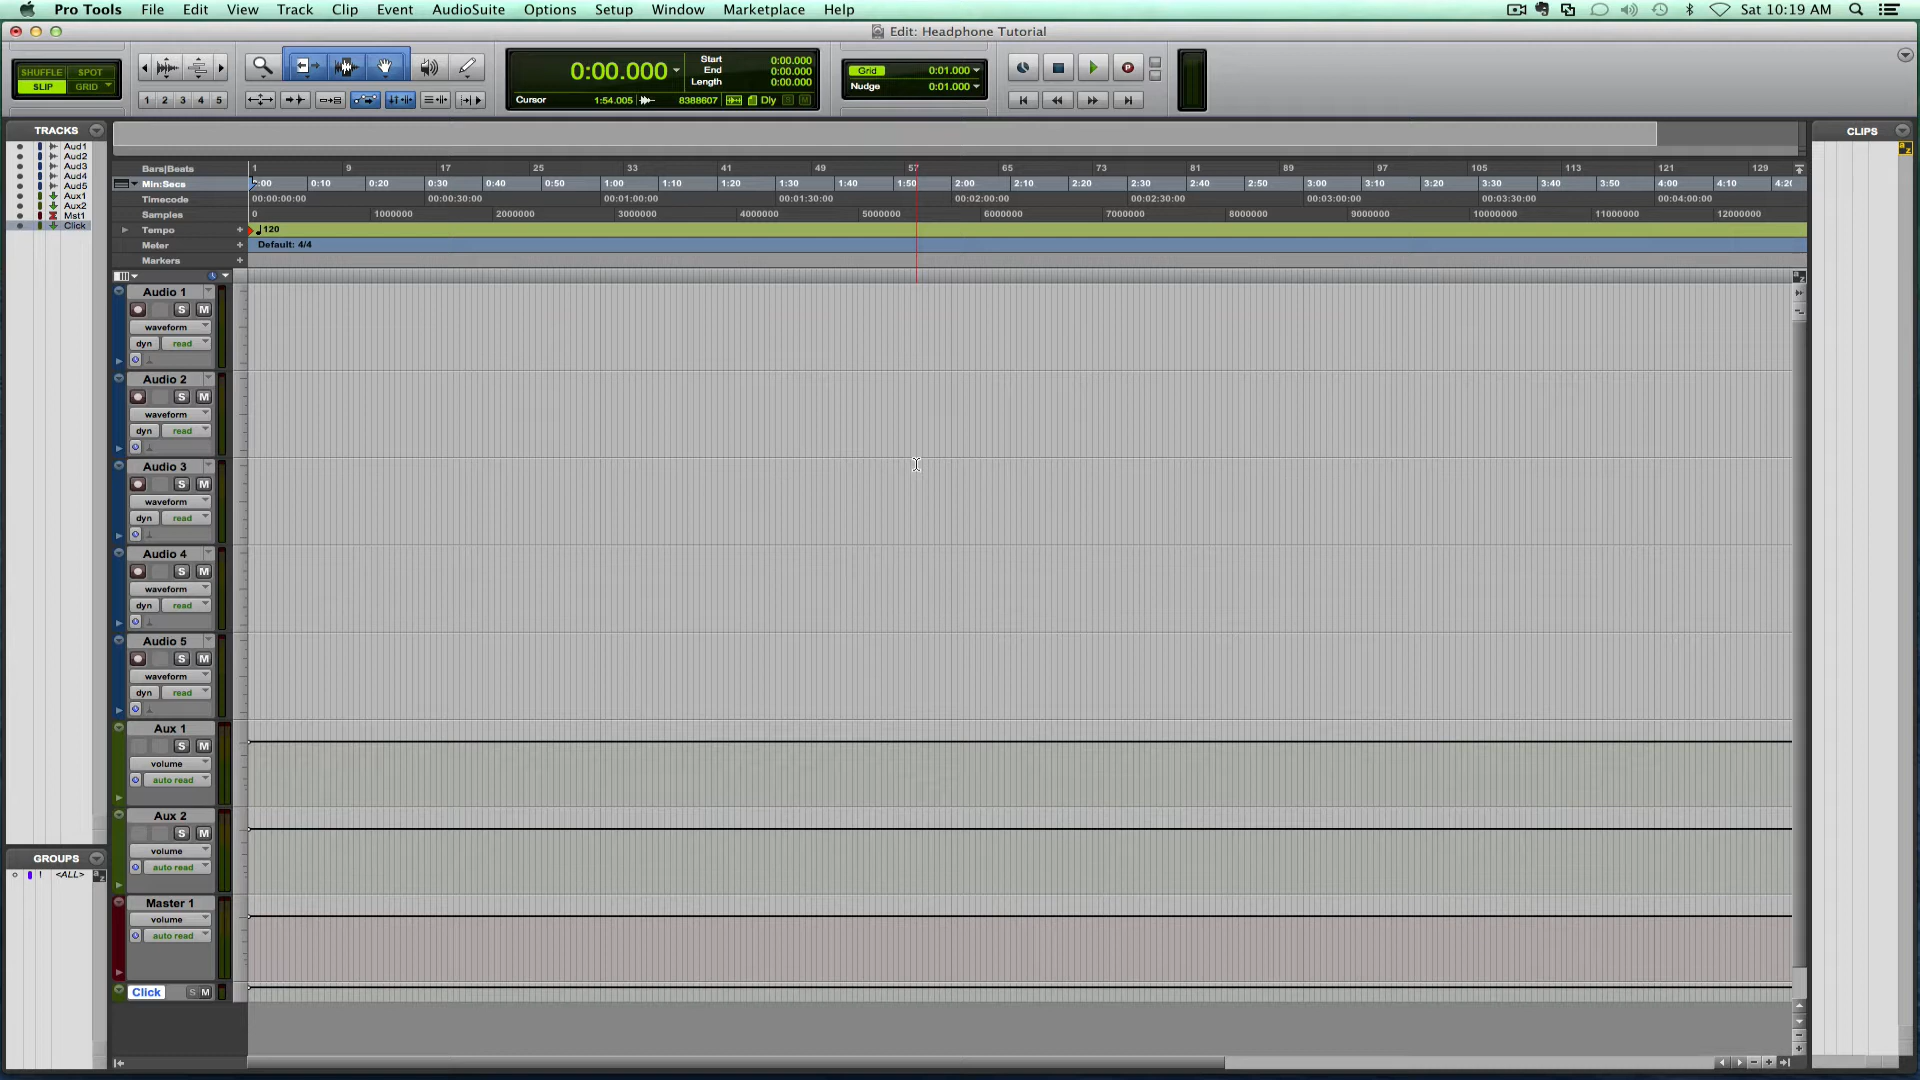 Pro Tools File Edit View Track Clip Event AudioSuite Options Setup Window Marketplace Help Sat 10:19 AM
Edit: Headphone Tutorial
SHUFFLE SPOT
SLIP GRID
1 2 3 4 5
0:00.000
Start 0:00.000
End 0:00.000
Length 0:00.000
Cursor 1:54.005 8388607 Dly
Grid 0:01.000
Nudge 0:01.000
TRACKS
Aud1
Aud2
Aud3
Aud4
Aud5
Aux1
Aux2
Mst1
Click
CLIPS
Bars|Beats 1 9 17 25 33 41 49 57 65 73 81 89 97 105 113 121 129
Min:Secs 0:00 0:10 0:20 0:30 0:40 0:50 1:00 1:10 1:20 1:30 1:40 1:50 2:00 2:10 2:20 2:30 2:40 2:50 3:00 3:10 3:20 3:30 3:40 3:50 4:00 4:10 4:20
Timecode 00:00:00:00 00:00:30:00 00:01:00:00 00:01:30:00 00:02:00:00 00:02:30:00 00:03:00:00 00:03:30:00 00:04:00:00
Samples 0 1000000 2000000 3000000 4000000 5000000 6000000 7000000 8000000 9000000 10000000 11000000 12000000
Tempo + 120
Meter + Default: 4/4
Markers +
Audio 1
S M
waveform
dyn read
Audio 2
S M
waveform
dyn read
Audio 3
S M
waveform
dyn read
Audio 4
S M
waveform
dyn read
Audio 5
S M
waveform
dyn read
Aux 1
S M
volume
auto read
Aux 2
S M
volume
auto read
Master 1
volume
auto read
Click S M
GROUPS
! <ALL>